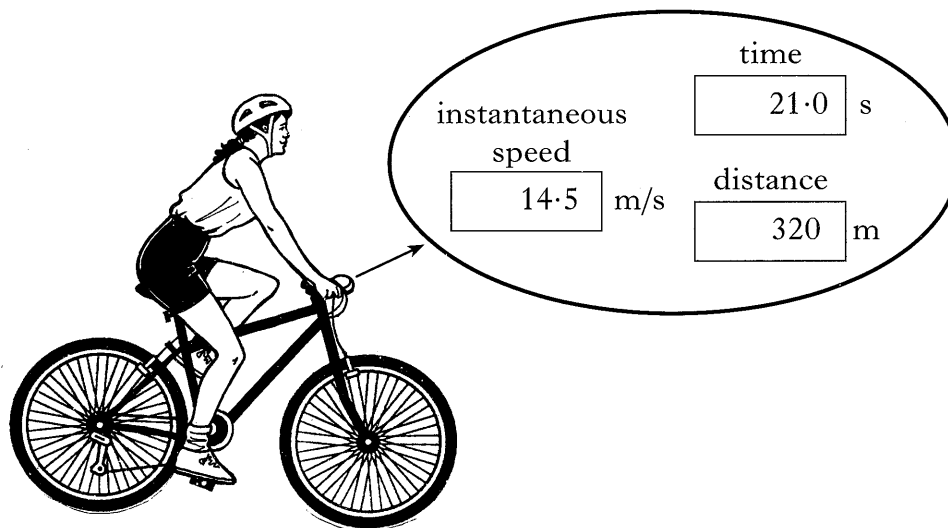 instantaneous
speed
14·5 m/s
time
21·0 s
distance
320 m